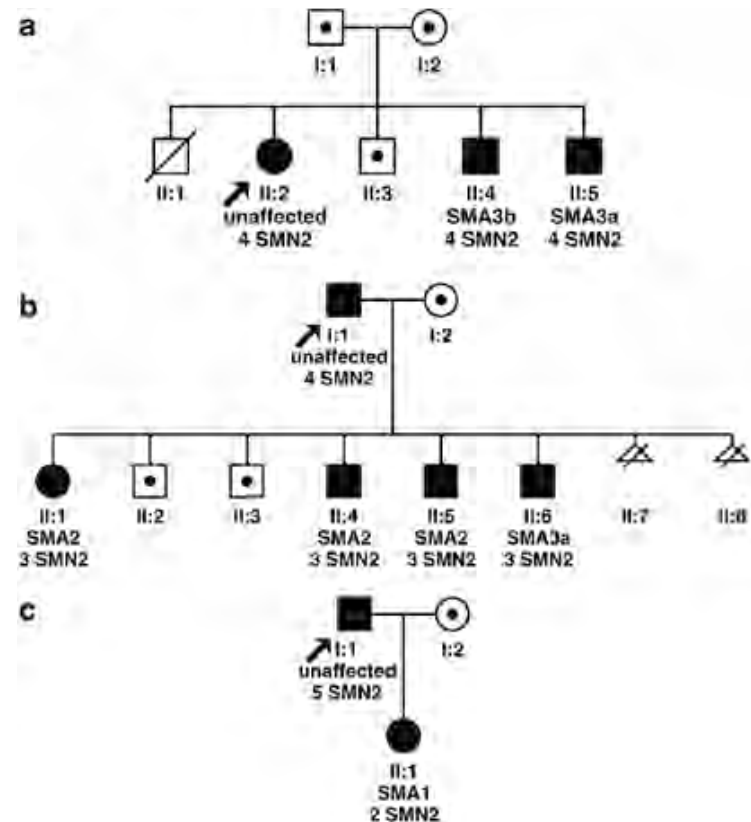 a
I:1 I:2
II:1 II:2 II:3 II:4 II:5
unaffected SMA3b SMA3a
4 SMN2 4 SMN2 4 SMN2
b
I:1 I:2
unaffected
4 SMN2
II:1 II:2 II:3 II:4 II:5 II:6 II:7 II:8
SMA2 SMA2 SMA2 SMA3a
3 SMN2 3 SMN2 3 SMN2 3 SMN2
c
I:1 I:2
unaffected
5 SMN2
II:1
SMA1
2 SMN2